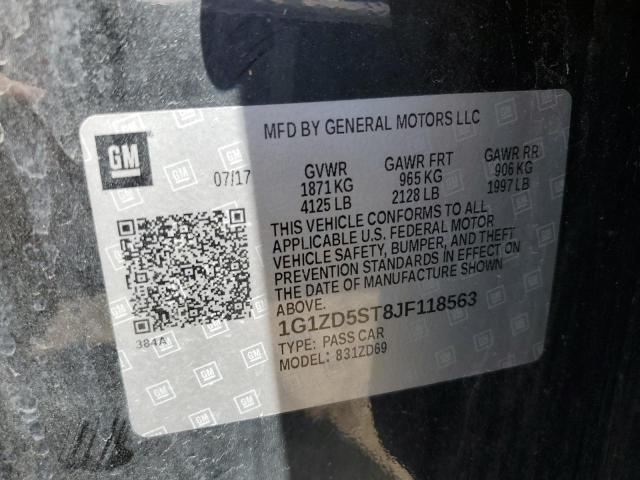 GM
MFD BY GENERAL MOTORS LLC
07/17
GVWR GAWR FRT GAWR RR
1871 KG 965 KG 906 KG
4125 LB 2128 LB 1997 LB
THIS VEHICLE CONFORMS TO ALL
APPLICABLE U.S. FEDERAL MOTOR
VEHICLE SAFETY, BUMPER, AND THEFT
PREVENTION STANDARDS IN EFFECT ON
THE DATE OF MANUFACTURE SHOWN
ABOVE.
1G1ZD5ST8JF118563
TYPE: PASS CAR
MODEL: 831ZD69
384A